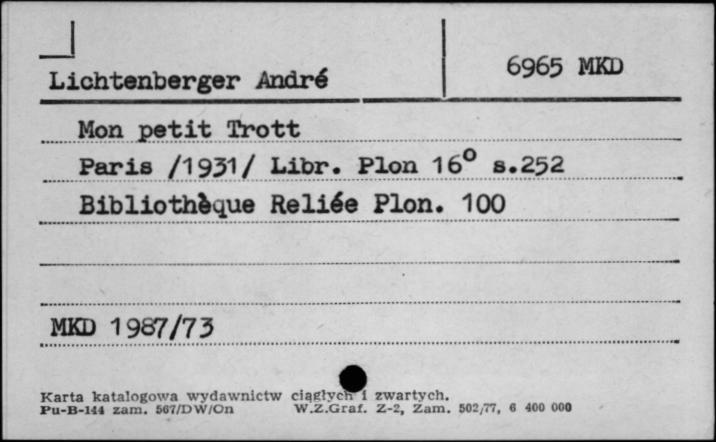 Lichtenberger André
6965 MKD
Mon petit Trott
Paris /1931/ Libr. Plon 16° s.252
Bibliothèque Reliée Plon. 100
MKD 1987/73
Karta katalogowa wydawnictw ciągłych i zwartych.
Pu-B-144 zam. 567/DW/On W.Z.Graf. Z-2, Zam. 502/77, 6 400 000